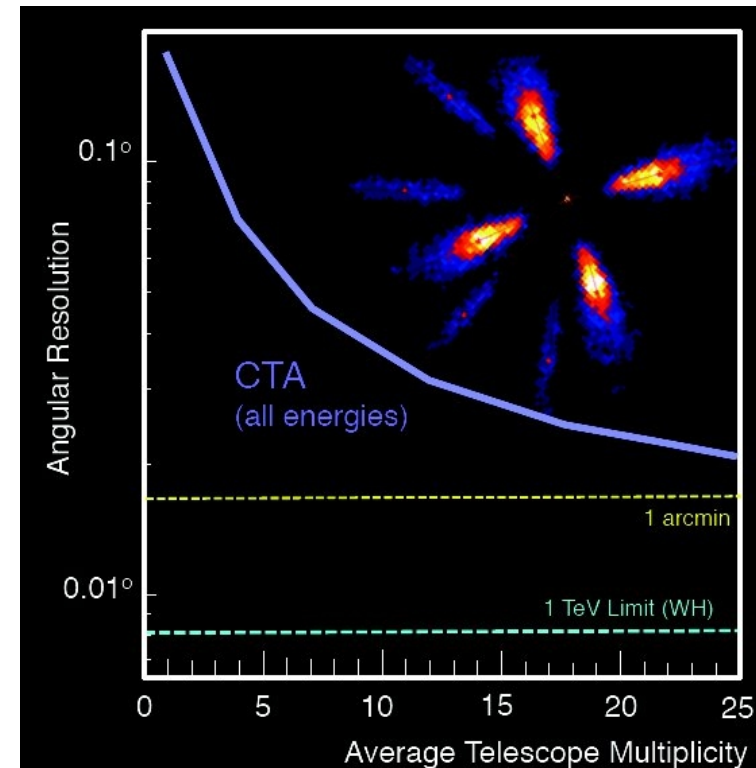 0.1°
Angular Resolution
CTA
(all energies)
1 arcmin
0.01°
1 TeV Limit (WH)
0 5 10 15 20 25
Average Telescope Multiplicity